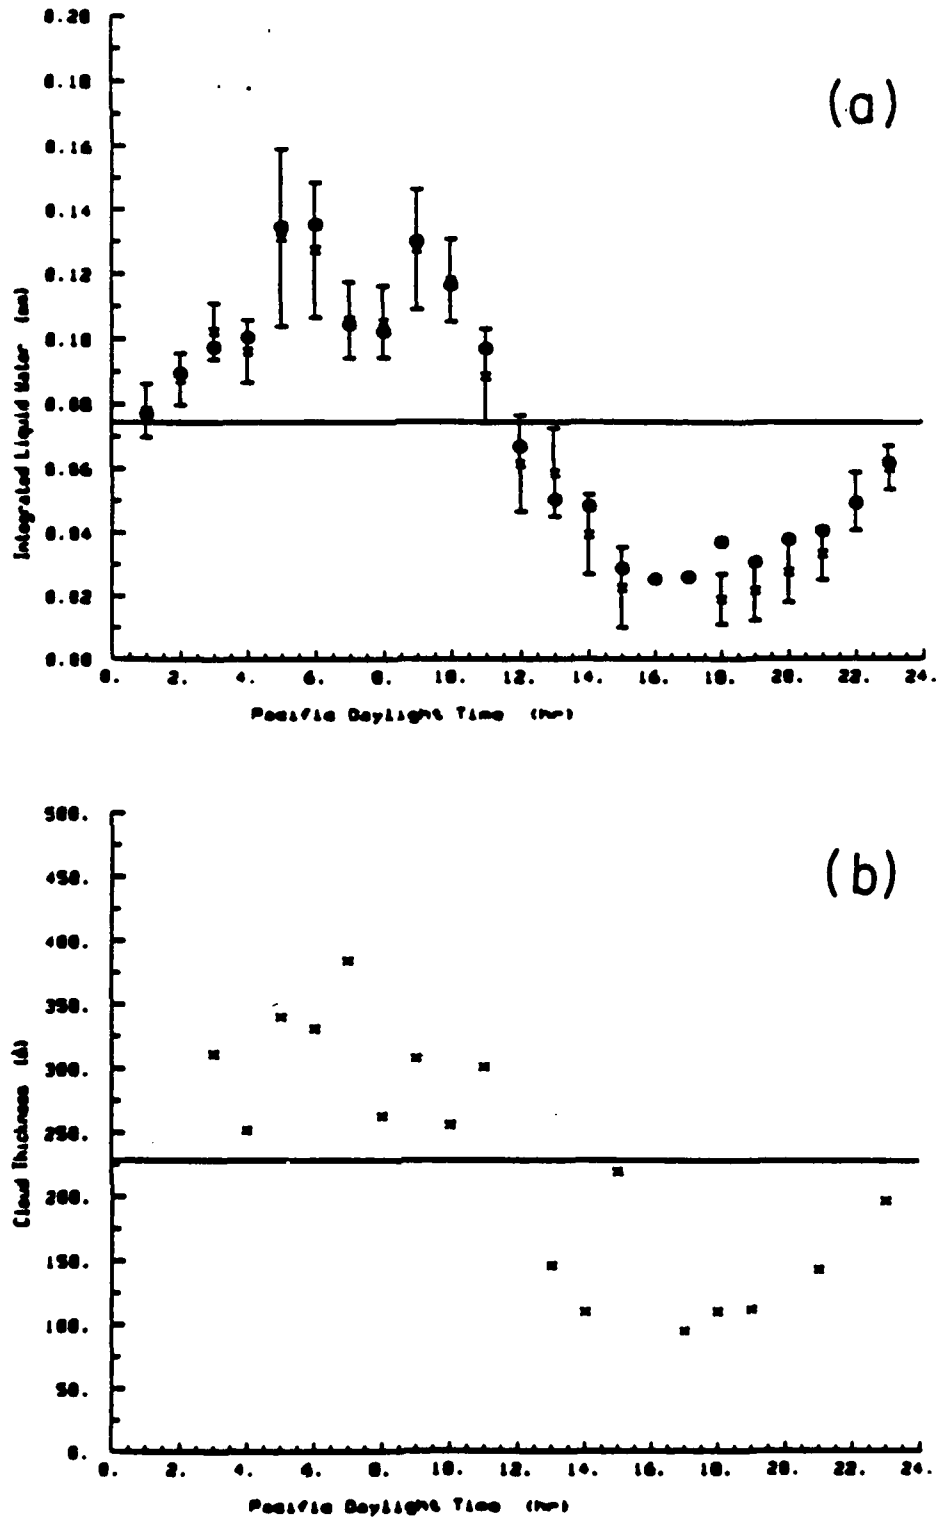 0.20
0.18
(a)
0.16
0.14
0.12
0.10
0.08
0.06
0.04
0.02
0.00
Integrated Liquid Water (mm)
0. 2. 4. 6. 8. 10. 12. 14. 16. 18. 20. 22. 24.
Pacific Daylight Time (hr)
500.
(b)
450.
400.
350.
300.
250.
200.
150.
100.
50.
0.
Cloud Thickness
0. 2. 4. 6. 8. 10. 12. 14. 16. 18. 20. 22. 24.
Pacific Daylight Time (hr)